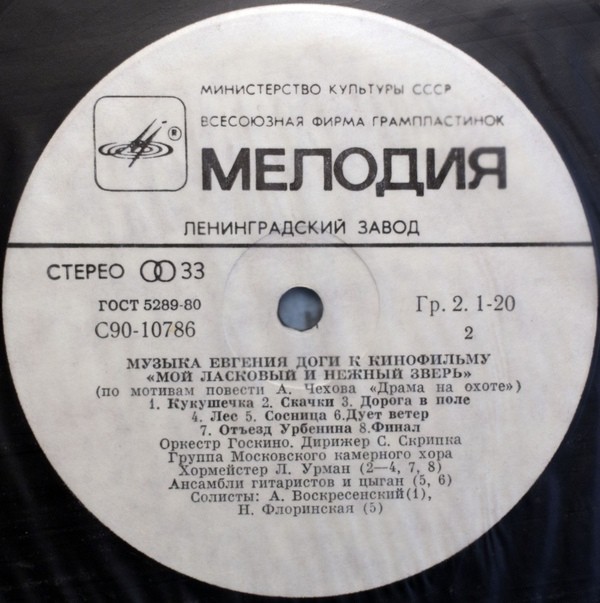 МИНИСТЕРСТВО КУЛЬТУРЫ СССР
ВСЕСОЮЗНАЯ ФИРМА ГРАМПЛАСТИНОК
®
МЕЛОДИЯ
ЛЕНИНГРАДСКИЙ ЗАВОД
СТЕРЕО 33
ГОСТ 5289-80
Гр. 2. 1-20
С90-10786
2
МУЗЫКА ЕВГЕНИЯ ДОГИ К КИНОФИЛЬМУ
«МОЙ ЛАСКОВЫЙ И НЕЖНЫЙ ЗВЕРЬ»
(по мотивам повести А. Чехова «Драма на охоте»)
1. Кукушечка 2. Скачки 3. Дорога в поле
4. Лес 5. Сосница 6.Дует ветер
7. Отъезд Урбенина 8.Финал
Оркестр Госкино. Дирижер С. Скрипка
Группа Московского камерного хора
Хормейстер Л. Урман (2—4, 7, 8)
Ансамбли гитаристов и цыган (5, 6)
Солисты: А. Воскресенский(1),
Н. Флоринская (5)